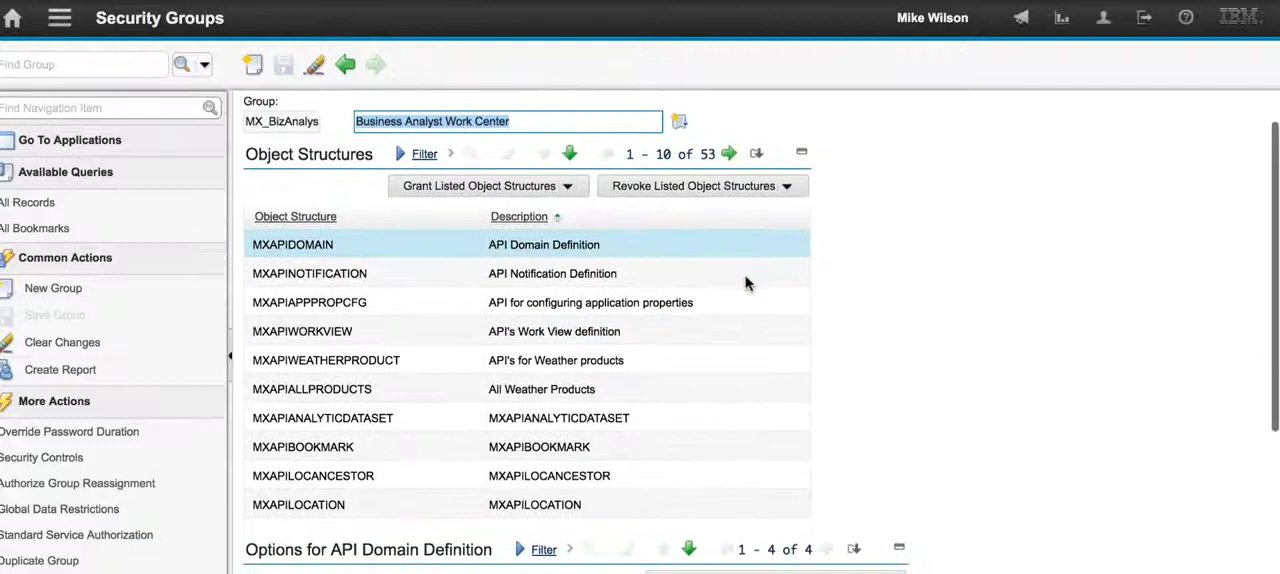 Security Groups
Mike Wilson
IBM
Find Group
Find Navigation Item
Go To Applications
Available Queries
All Records
All Bookmarks
Common Actions
New Group
Save Group
Clear Changes
Create Report
More Actions
Override Password Duration
Security Controls
Authorize Group Reassignment
Global Data Restrictions
Standard Service Authorization
Duplicate Group
Group:
MX_BizAnalys
Business Analyst Work Center
Object Structures
Filter
1 - 10 of 53
Grant Listed Object Structures
Revoke Listed Object Structures
Object Structure Description
MXAPIDOMAIN API Domain Definition
MXAPINOTIFICATION API Notification Definition
MXAPIAPPPROPCFG API for configuring application properties
MXAPIWORKVIEW API's Work View definition
MXAPIWEATHERPRODUCT API's for Weather products
MXAPIALLPRODUCTS All Weather Products
MXAPIANALYTICDATASET MXAPIANALYTICDATASET
MXAPIBOOKMARK MXAPIBOOKMARK
MXAPILOCANCESTOR MXAPILOCANCESTOR
MXAPILOCATION MXAPILOCATION
Options for API Domain Definition
Filter
1 - 4 of 4